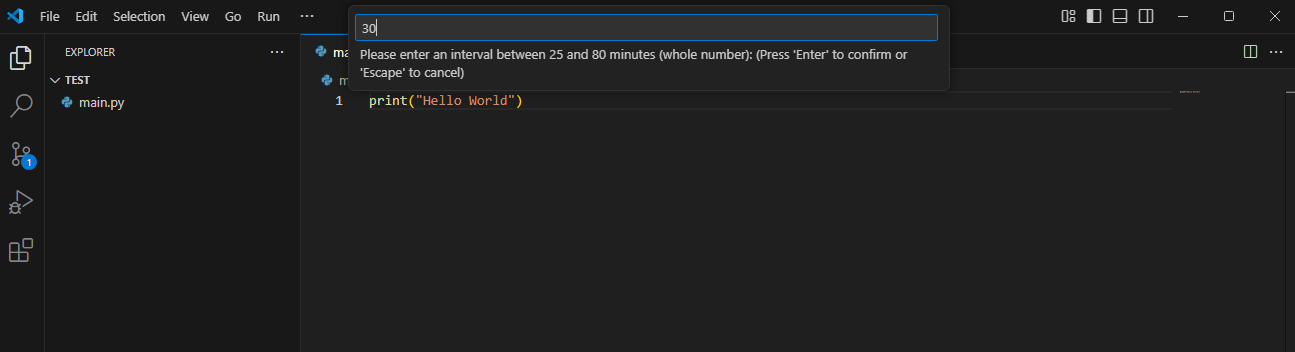 File Edit Selection View Go Run ...
30
Please enter an interval between 25 and 80 minutes (whole number): (Press 'Enter' to confirm or
'Escape' to cancel)
EXPLORER ...
TEST
main.py
1
1 print("Hello World")